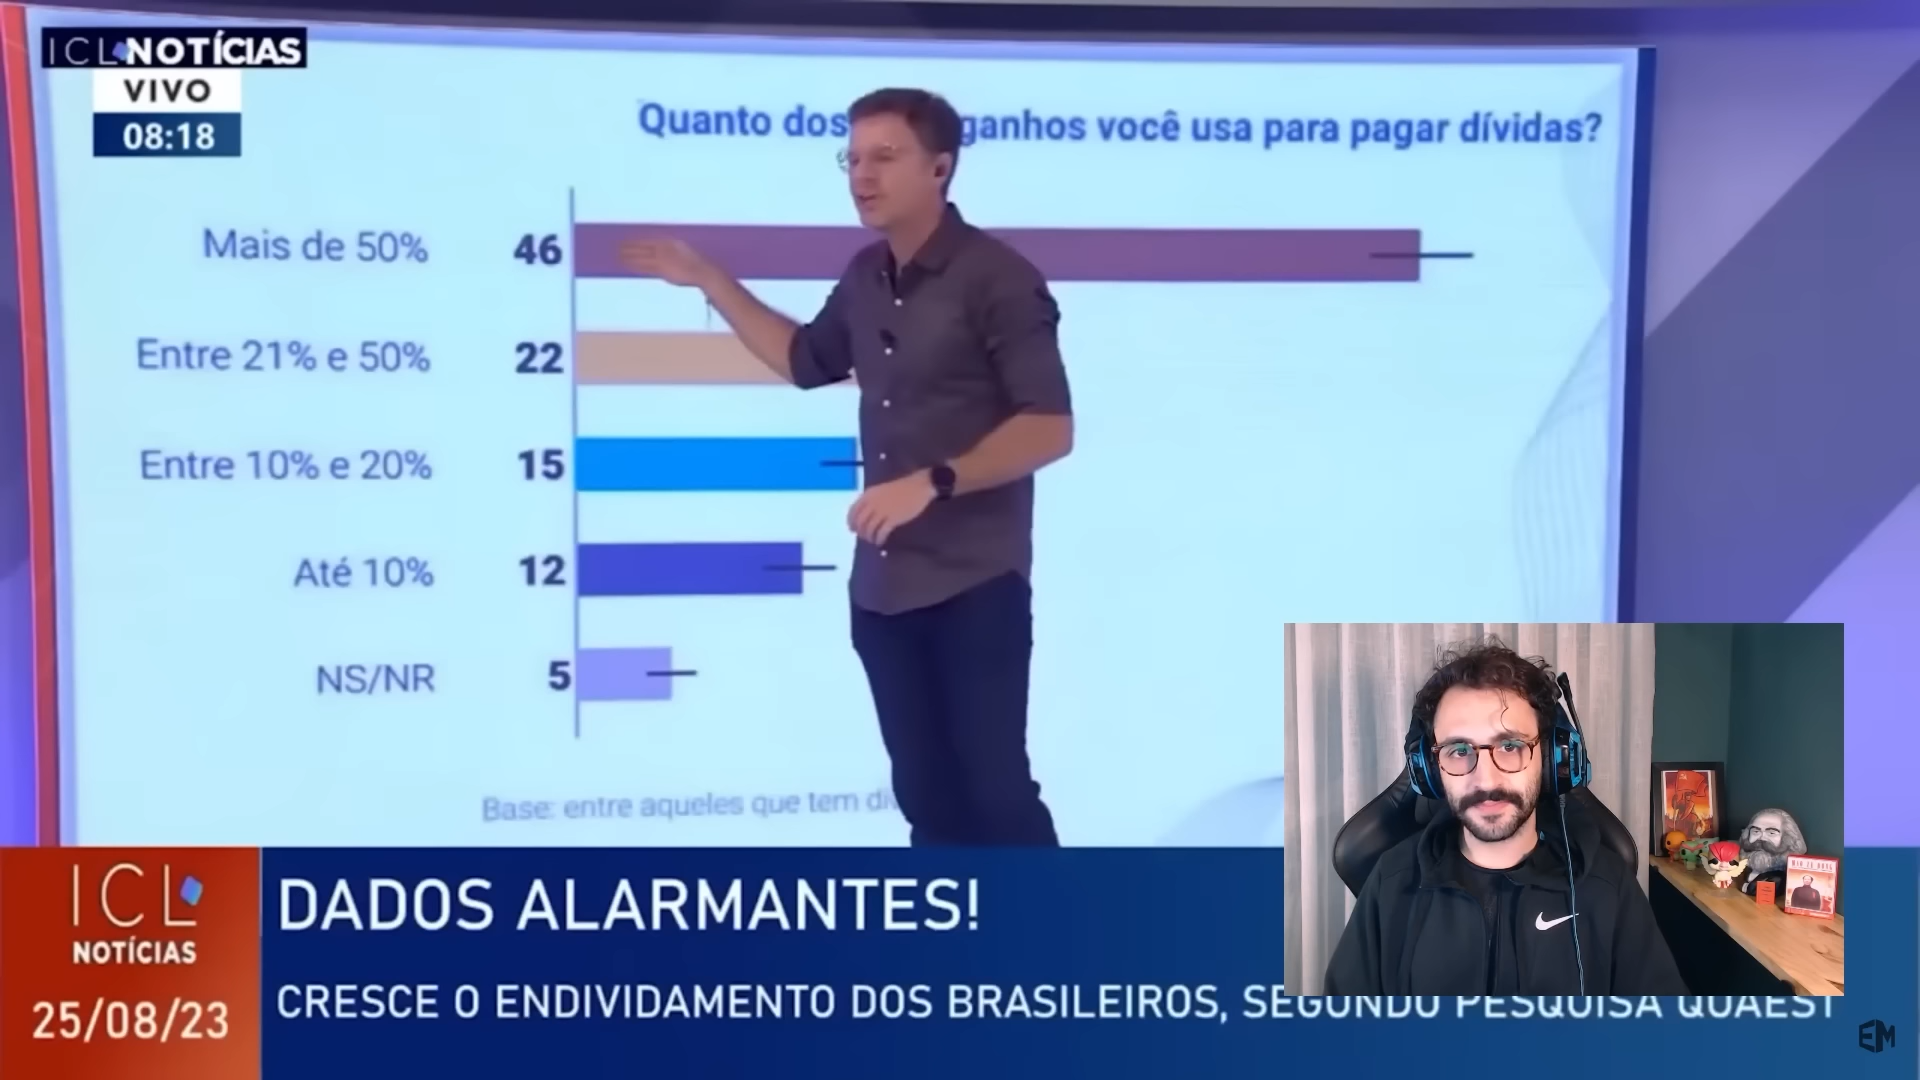 ICL NOTÍCIAS
VIVO
08:18
Quanto dos ganhos você usa para pagar dívidas?
Mais de 50% 46
Entre 21% e 50% 22
Entre 10% e 20% 15
Até 10% 12
NS/NR 5
Base: entre aqueles que tem
ICL
NOTÍCIAS
25/08/23
DADOS ALARMANTES!
CRESCE O ENDIVIDAMENTO DOS BRASILEIROS, SEGUNDO PESQUISA QUAEST
EM